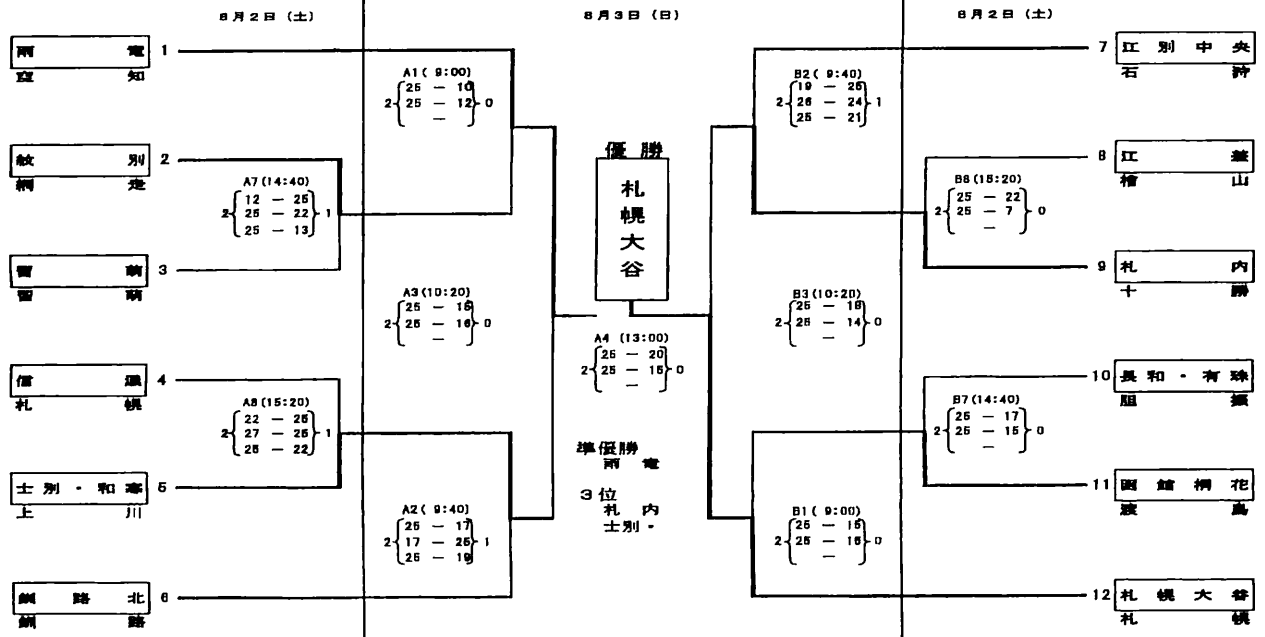 8月2日（土）
8月3日（日）
8月2日（土）
雨竜 1
空知
A1( 9:00)
2 25 － 10 0
25 － 12
－
紋別 2
網走
A7(14:40)
2 12 － 25 1
25 － 22
25 － 13
留萌 3
留萌
A3(10:20)
2 25 － 15 0
25 － 16
－
信濃 4
札幌
A8(15:20)
2 22 － 25 1
27 － 25
25 － 22
士別・和寒 5
上川
A2( 9:40)
2 25 － 17 1
17 － 25
25 － 19
釧路北 6
釧路
優勝
札幌大谷
A4 (13:00)
2 25 － 20 0
25 － 15
－
準優勝
雨竜
3位
札内
士別・
B2( 9:40)
2 19 － 25 1
26 － 24
25 － 21
7 江別中央
石狩
8 江差
檜山
B6(15:20)
2 25 － 22 0
25 － 7
－
9 札内
十勝
B3(10:20)
2 25 － 18 0
25 － 14
－
10 長和・有珠
胆振
B7(14:40)
2 25 － 17 0
25 － 15
－
11 函館桐花
渡島
B1( 9:00)
2 25 － 15 0
25 － 15
－
12 札幌大谷
札幌